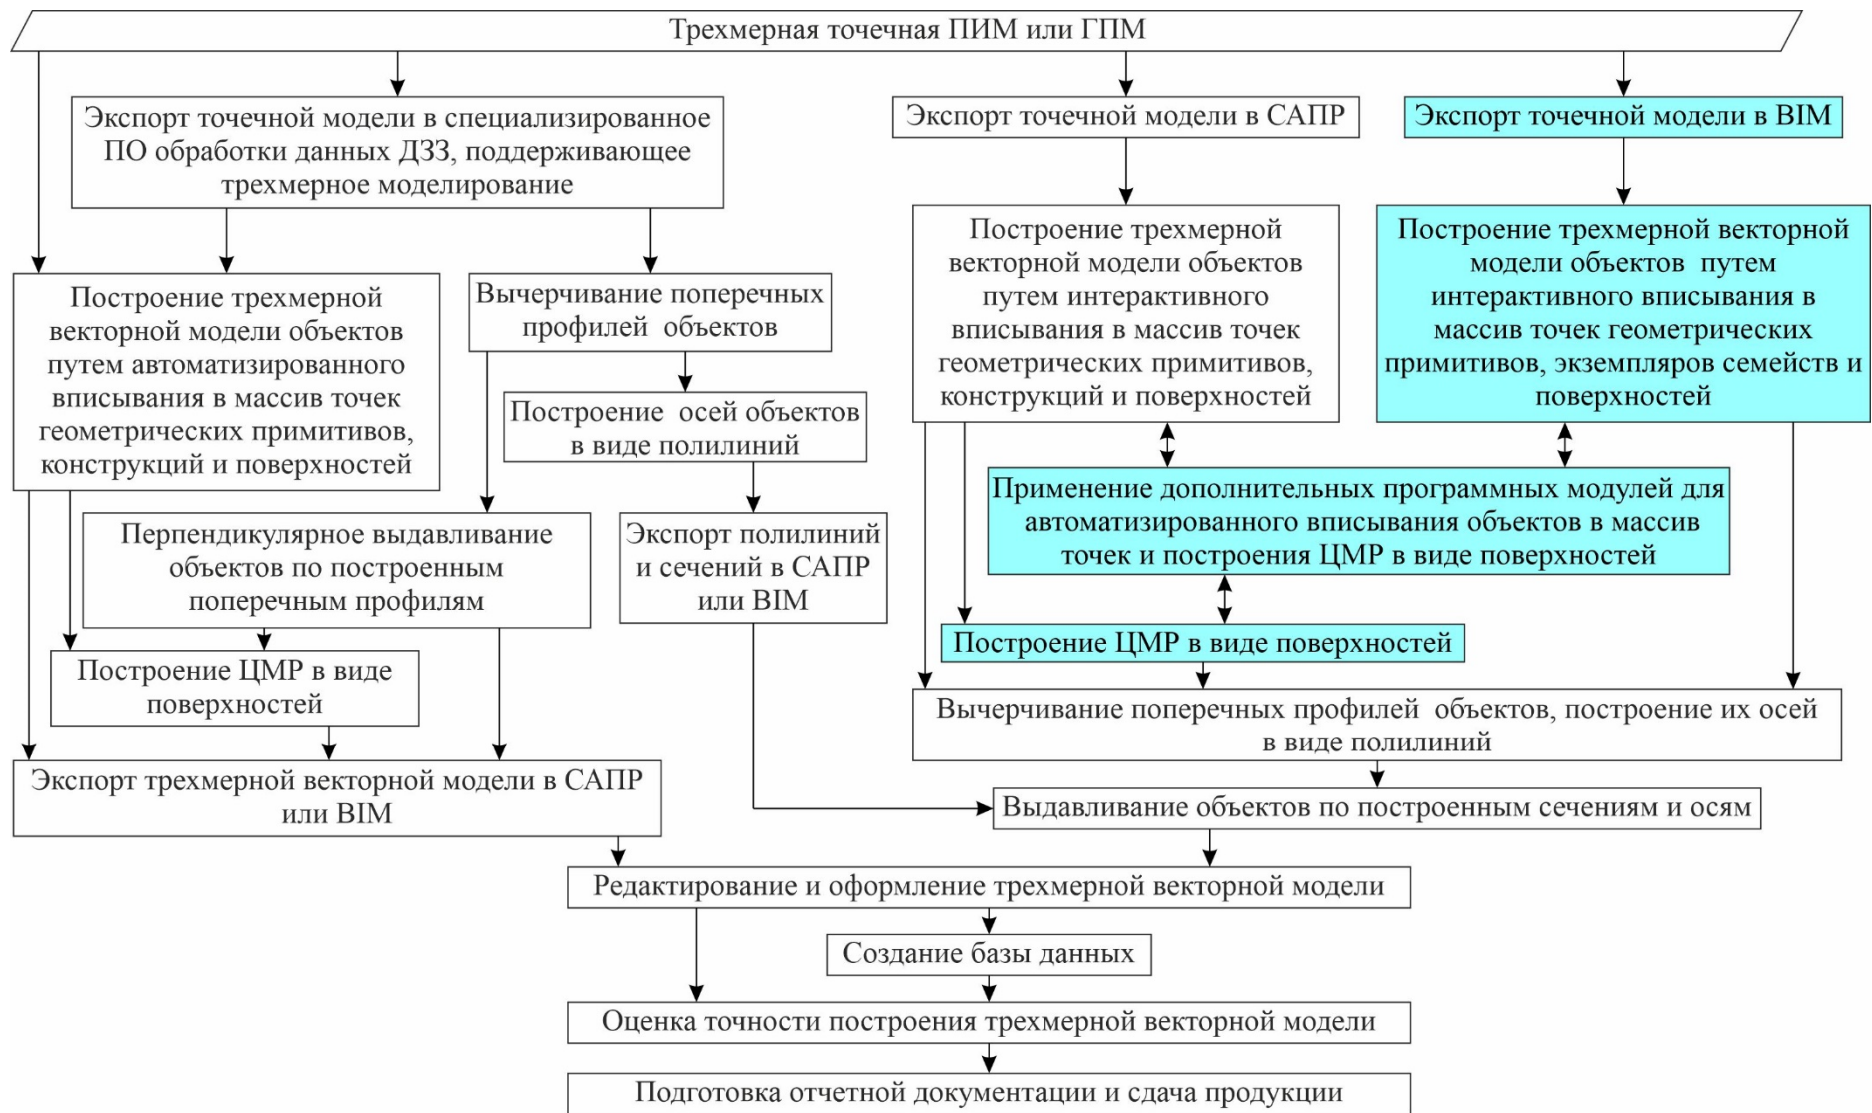 Трехмерная точечная ПИМ или ГПМ
Экспорт точечной модели в специализированное
ПО обработки данных ДЗЗ, поддерживающее
трехмерное моделирование
Экспорт точечной модели в САПР
Экспорт точечной модели в BIM
Построение трехмерной
векторной модели объектов
путем автоматизированного
вписывания в массив точек
геометрических примитивов,
конструкций и поверхностей
Вычерчивание поперечных
профилей объектов
Построение осей объектов
в виде полилиний
Построение трехмерной
векторной модели объектов
путем интерактивного
вписывания в массив точек
геометрических примитивов,
конструкций и поверхностей
Построение трехмерной векторной
модели объектов путем
интерактивного вписывания в
массив точек геометрических
примитивов, экземпляров семейств и
поверхностей
Применение дополнительных программных модулей для
автоматизированного вписывания объектов в массив
точек и построения ЦМР в виде поверхностей
Перпендикулярное выдавливание
объектов по построенным
поперечным профилям
Экспорт полилиний
и сечений в САПР
или BIM
Построение ЦМР в виде поверхностей
Построение ЦМР в виде
поверхностей
Вычерчивание поперечных профилей объектов, построение их осей
в виде полилиний
Экспорт трехмерной векторной модели в САПР
или BIM
Выдавливание объектов по построенным сечениям и осям
Редактирование и оформление трехмерной векторной модели
Создание базы данных
Оценка точности построения трехмерной векторной модели
Подготовка отчетной документации и сдача продукции